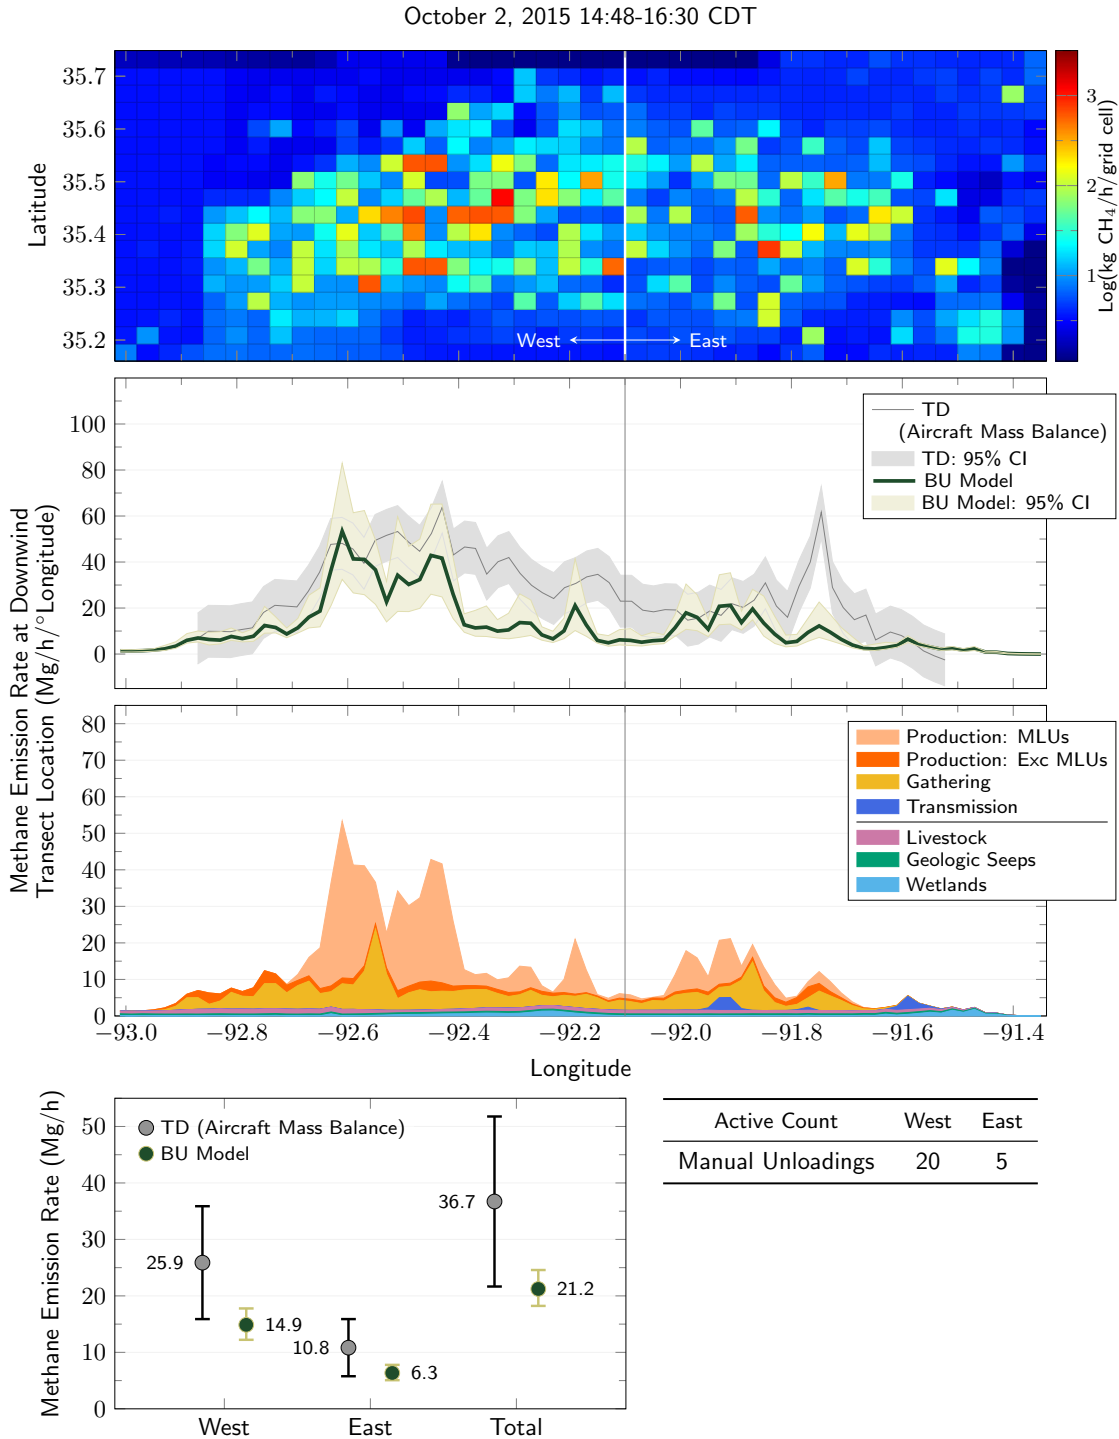 October 2, 2015 14:48-16:30 CDT
35.7
35.6
35.5
35.4
35.3
35.2
Latitude
West
East
3
2
1
Log(kg CH₄/h/grid cell)
100
80
60
40
20
0
TD
(Aircraft Mass Balance)
TD: 95% CI
BU Model
BU Model: 95% CI
Methane Emission Rate at Downwind
Transect Location (Mg/h/°Longitude)
80
70
60
50
40
30
20
10
0
Production: MLUs
Production: Exc MLUs
Gathering
Transmission
Livestock
Geologic Seeps
Wetlands
−93.0 −92.8 −92.6 −92.4 −92.2 −92.0 −91.8 −91.6 −91.4
Longitude
Methane Emission Rate (Mg/h)
50
40
30
20
10
0
TD (Aircraft Mass Balance)
BU Model
25.9
14.9
10.8
6.3
36.7
21.2
West East Total
Active Count West East
Manual Unloadings 20 5